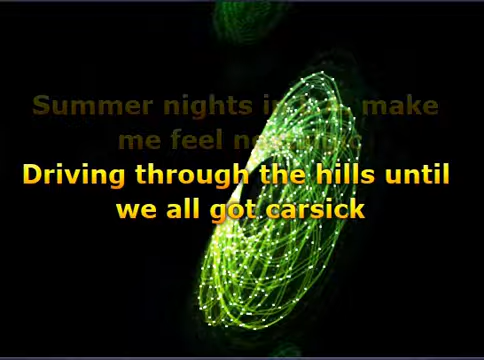 Summer nights in make
me feel
Driving through the hills until
we all got carsick